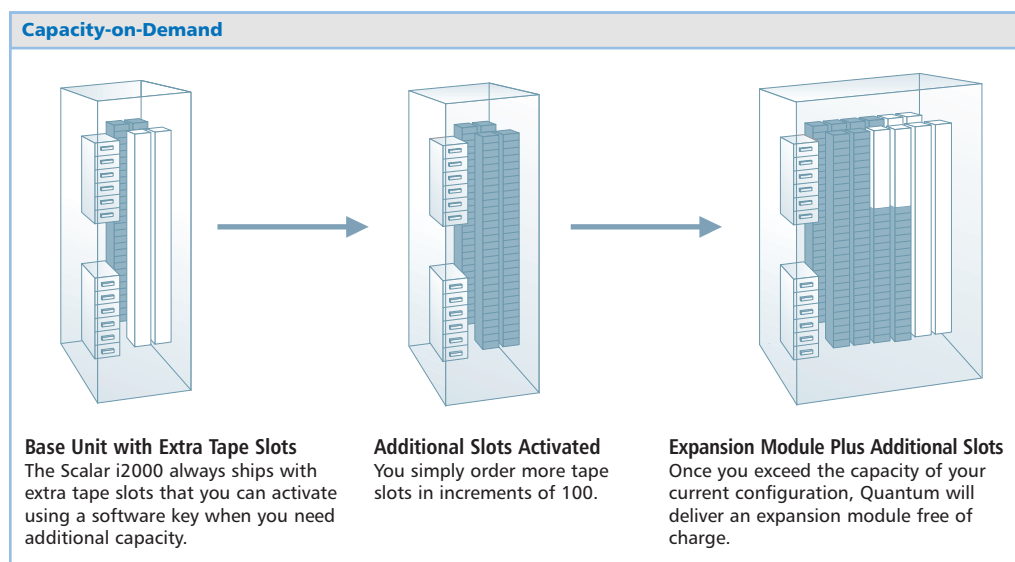 Capacity-on-Demand
Base Unit with Extra Tape Slots
The Scalar i2000 always ships with
extra tape slots that you can activate
using a software key when you need
additional capacity.
Additional Slots Activated
You simply order more tape
slots in increments of 100.
Expansion Module Plus Additional Slots
Once you exceed the capacity of your
current configuration, Quantum will
deliver an expansion module free of
charge.